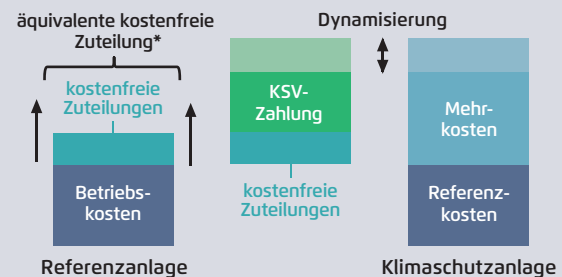 äquivalente kostenfreie
Zuteilung*
kostenfreie
Zuteilungen
Betriebs-
kosten
Referenzanlage
KSV-
Zahlung
kostenfreie
Zuteilungen
Dynamisierung
Mehr-
kosten
Referenz-
kosten
Klimaschutzanlage